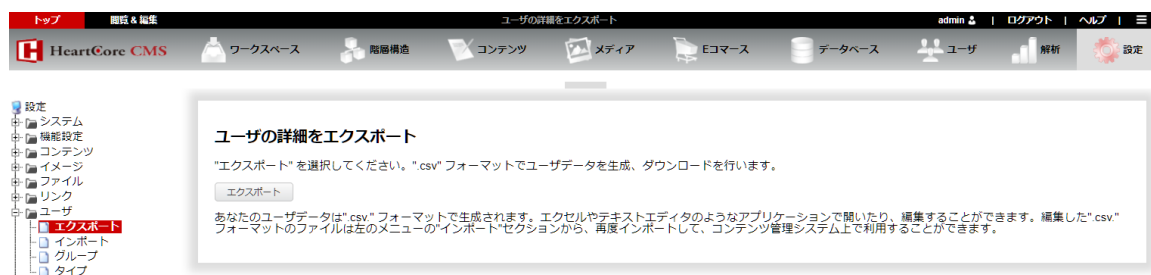 トップ 閲覧 & 編集 ユーザの詳細をエクスポート admin | ログアウト | ヘルプ |
HeartCore CMS ワークスペース 階層構造 コンテンツ メディア Eコマース データベース ユーザ 解析 設定
設定
システム
機能設定
コンテンツ
イメージ
ファイル
リンク
ユーザ
エクスポート
インポート
グループ
タイプ
ユーザの詳細をエクスポート
"エクスポート" を選択してください。".csv" フォーマットでユーザデータを生成、ダウンロードを行います。
エクスポート
あなたのユーザデータは".csv." フォーマットで生成されます。エクセルやテキストエディタのようなアプリケーションで開いたり、編集することができます。編集した".csv."
フォーマットのファイルは左のメニューの"インポート"セクションから、再度インポートして、コンテンツ管理システム上で利用することができます。